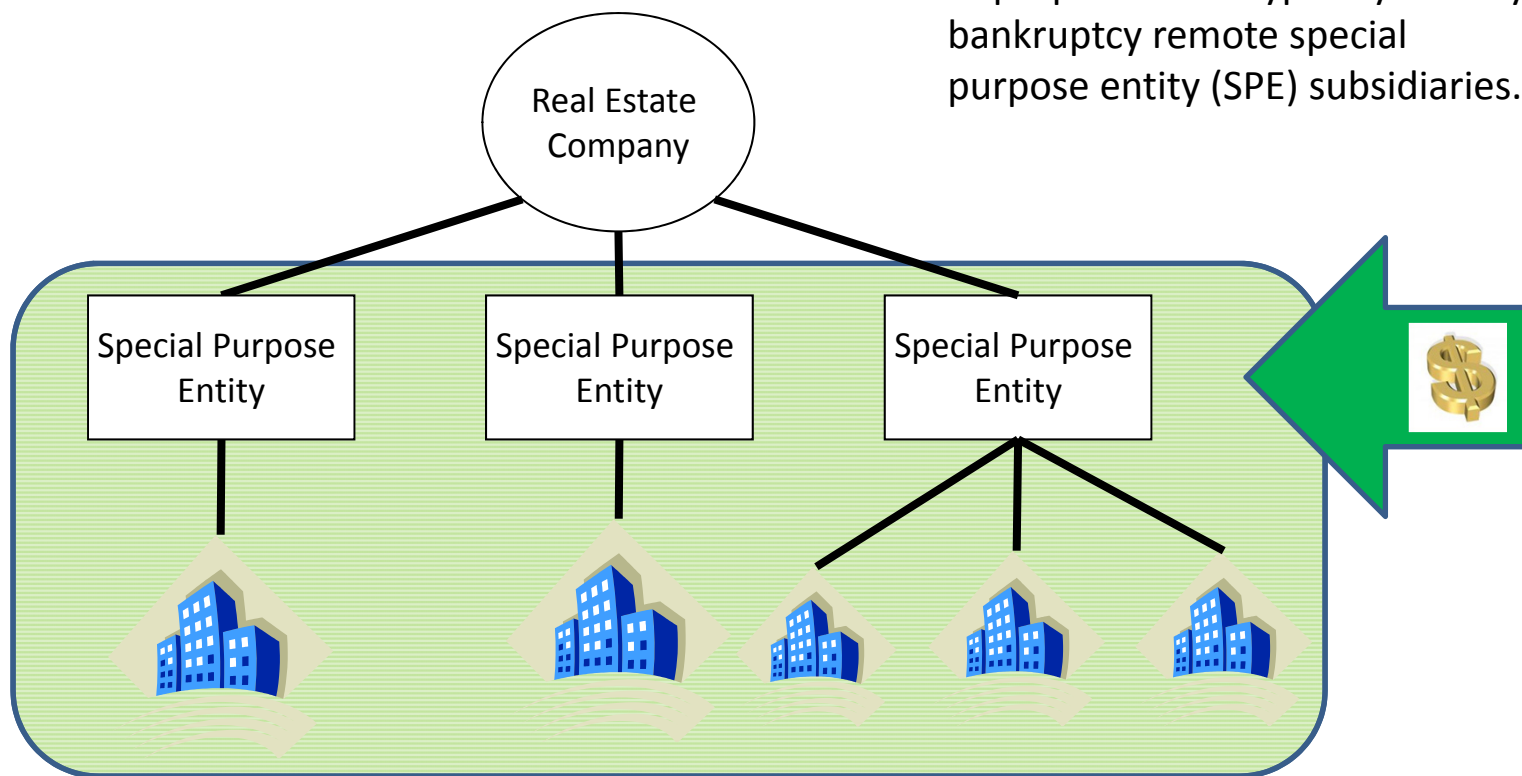 bankruptcy remote special
purpose entity (SPE) subsidiaries.
Real Estate
Company
Special Purpose
Entity
Special Purpose
Entity
Special Purpose
Entity